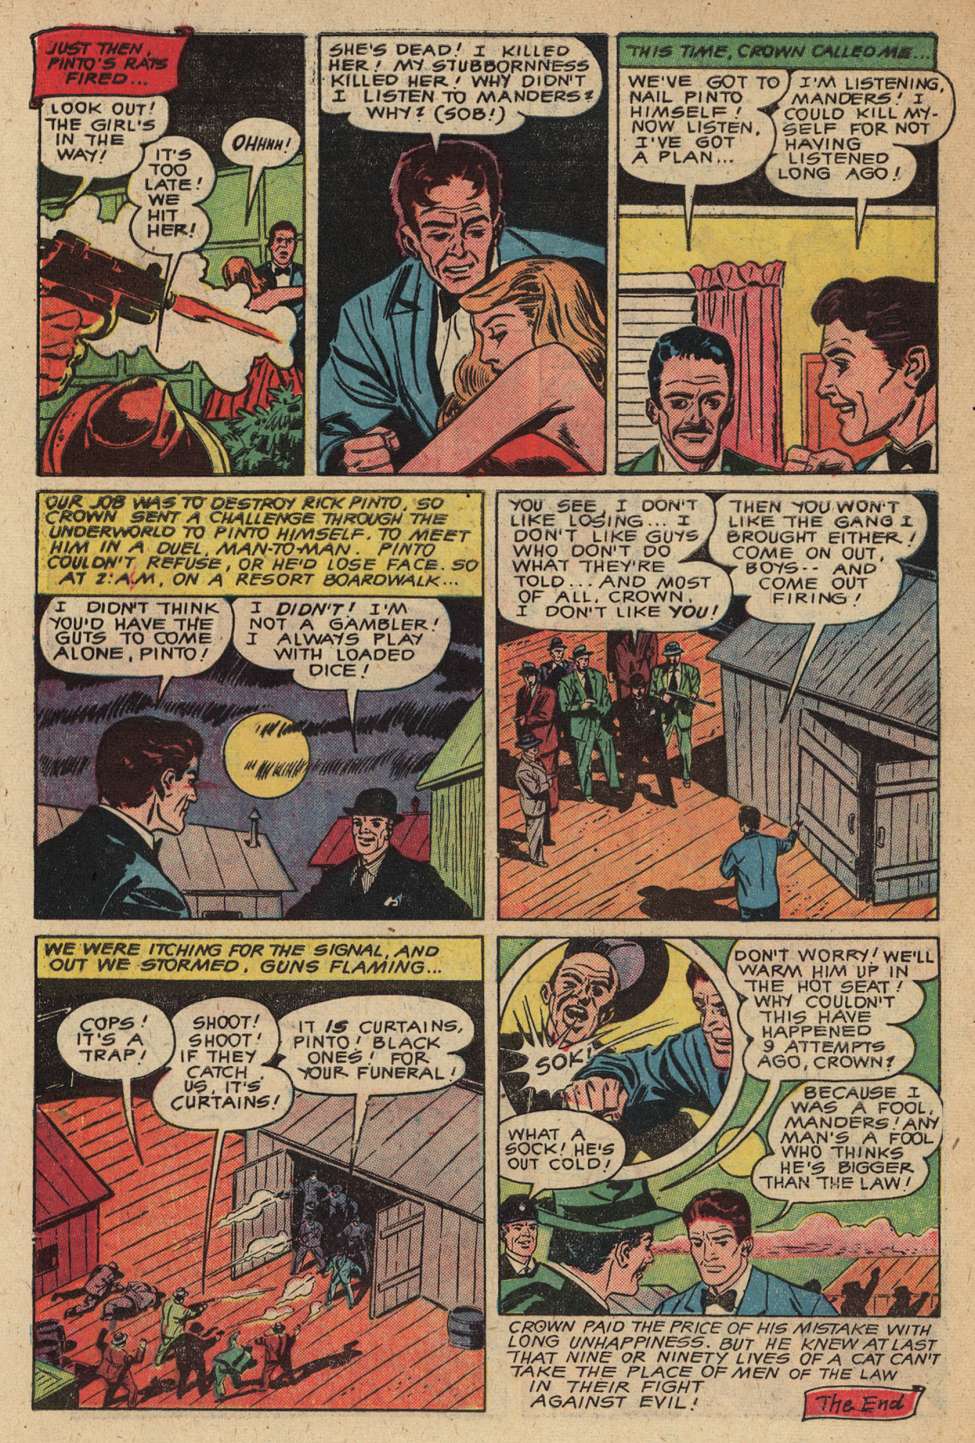 JUST THEN,
PINTO'S RATS
FIRED...
LOOK OUT!
THE GIRL'S
IN THE
WAY!
IT'S
TOO
LATE!
WE
HIT
HER!
OHHHH!
SHE'S DEAD! I KILLED
HER! MY STUBBORNNESS
KILLED HER! WHY DIDN'T
I LISTEN TO MANDERS?
WHY? (SOB!)
THIS TIME, CROWN CALLED ME...
WE'VE GOT TO
NAIL PINTO
HIMSELF!
NOW LISTEN,
I'VE GOT
A PLAN...
I'M LISTENING,
MANDERS! I
COULD KILL MY-
SELF FOR NOT
HAVING
LISTENED
LONG AGO!
OUR JOB WAS TO DESTROY RICK PINTO, SO
CROWN SENT A CHALLENGE THROUGH THE
UNDERWORLD TO PINTO HIMSELF. TO MEET
HIM IN A DUEL, MAN-TO-MAN. PINTO
COULDN'T REFUSE, OR HE'D LOSE FACE. SO
AT 2:A.M, ON A RESORT BOARDWALK...
I DIDN'T THINK
YOU'D HAVE THE
GUTS TO COME
ALONE, PINTO!
I DIDN'T! I'M
NOT A GAMBLER!
I ALWAYS PLAY
WITH LOADED
DICE!
YOU SEE, I DON'T
LIKE LOSING... I
DON'T LIKE GUYS
WHO DON'T DO
WHAT THEY'RE
TOLD... AND MOST
OF ALL, CROWN,
I DON'T LIKE YOU!
THEN YOU WON'T
LIKE THE GANG I
BROUGHT EITHER!
COME ON OUT,
BOYS-- AND
COME OUT
FIRING!
WE WERE ITCHING FOR THE SIGNAL, AND
OUT WE STORMED, GUNS FLAMING...
COPS!
IT'S A
TRAP!
SHOOT!
SHOOT!
IF THEY
CATCH
US, IT'S
CURTAINS!
IT IS CURTAINS,
PINTO! BLACK
ONES! FOR
YOUR FUNERAL!
SOK!
WHAT A
SOCK! HE'S
OUT COLD!
DON'T WORRY! WE'LL
WARM HIM UP IN
THE HOT SEAT!
WHY COULDN'T
THIS HAVE
HAPPENED
9 ATTEMPTS
AGO, CROWN?
BECAUSE I
WAS A FOOL,
MANDERS! ANY
MAN'S A FOOL
WHO THINKS
HE'S BIGGER
THAN THE LAW!
CROWN PAID THE PRICE OF HIS MISTAKE WITH
LONG UNHAPPINESS. BUT HE KNEW AT LAST
THAT NINE OR NINETY LIVES OF A CAT CAN'T
TAKE THE PLACE OF MEN OF THE LAW
IN THEIR FIGHT
AGAINST EVIL!
The End